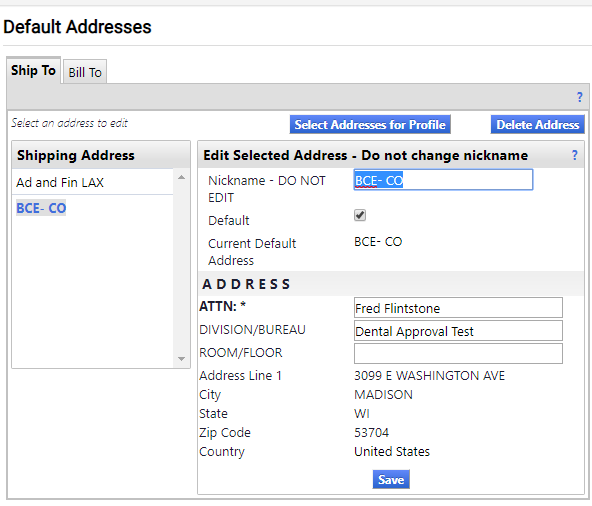 Default Addresses
Ship To
Bill To
?
Select an address to edit
Select Addresses for Profile
Delete Address
Shipping Address
Ad and Fin LAX
BCE- CO
Edit Selected Address - Do not change nickname
?
Nickname - DO NOT
EDIT
BCE- CO
Default
Current Default
Address
BCE- CO
ADDRESS
ATTN: *
Fred Flintstone
DIVISION/BUREAU
Dental Approval Test
ROOM/FLOOR
Address Line 1
3099 E WASHINGTON AVE
City
MADISON
State
WI
Zip Code
53704
Country
United States
Save